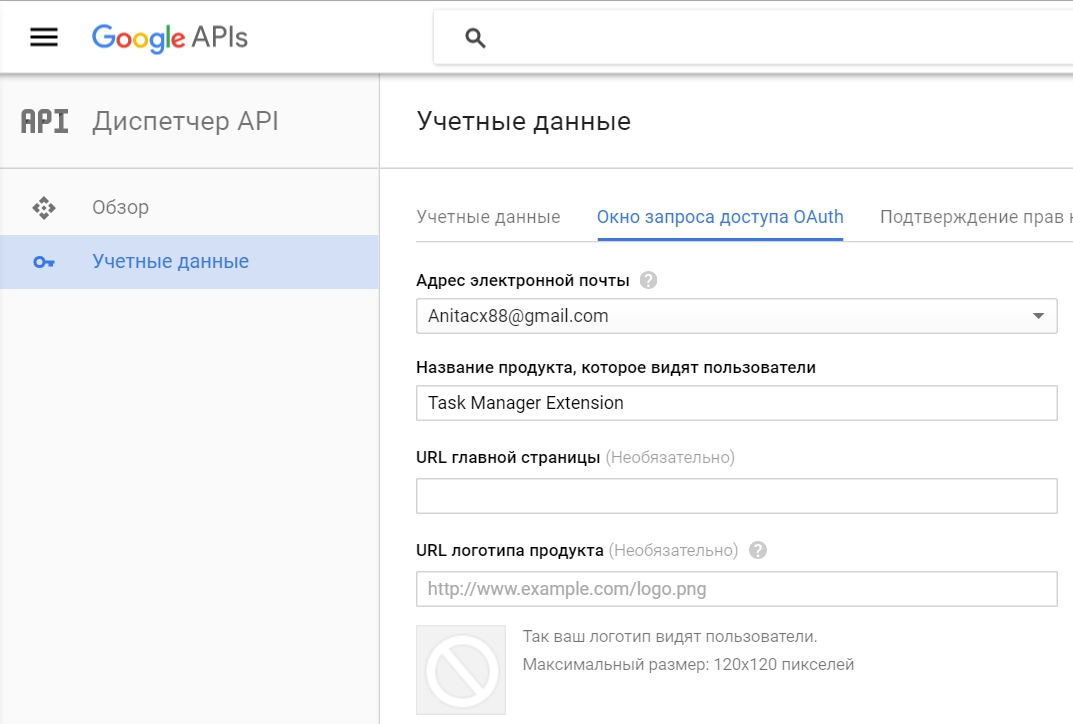 Google APIs
API Диспетчер API
Учетные данные
Обзор
Учетные данные
Учетные данные Окно запроса доступа OAuth Подтверждение прав
Адрес электронной почты ?
Anitacx88@gmail.com
Название продукта, которое видят пользователи
Task Manager Extension
URL главной страницы (Необязательно)
URL логотипа продукта (Необязательно) ?
http://www.example.com/logo.png
Так ваш логотип видят пользователи.
Максимальный размер: 120x120 пикселей